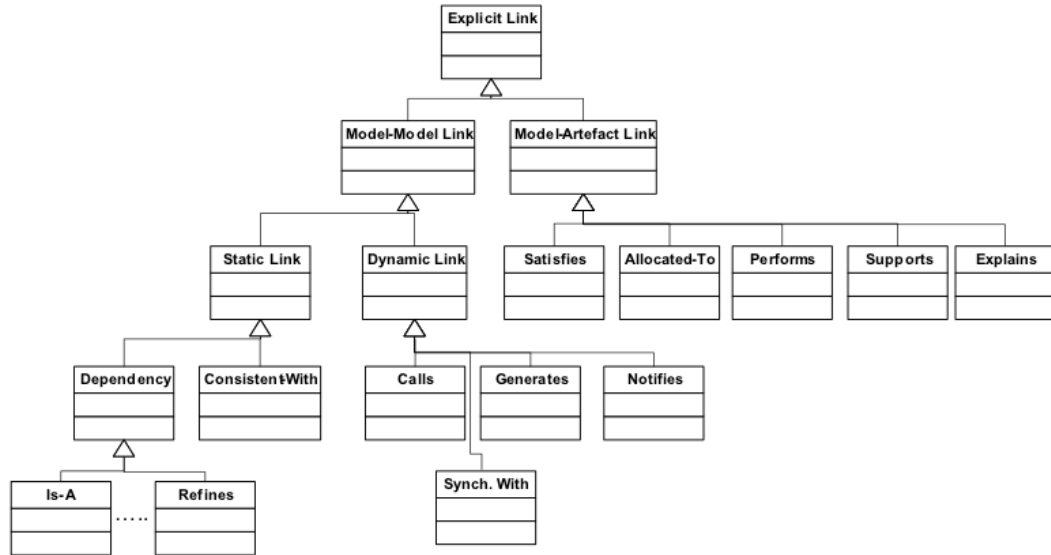 Explicit Link
Model-Model Link
Model-Artefact Link
Static Link
Dynamic Link
Satisfies
Allocated-To
Performs
Supports
Explains
Dependency
Consistent-With
Calls
Generates
Notifies
Is-A
.....
Refines
Synch. With